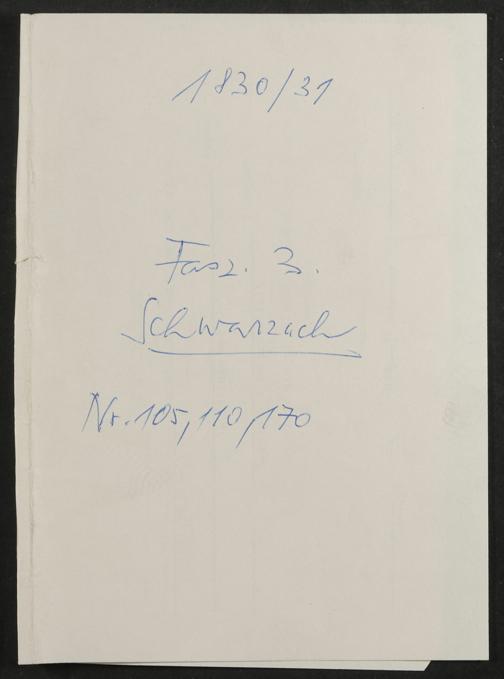 1830/31
Fasz. 3.
Schwarzach
Nr. 105, 110, 170